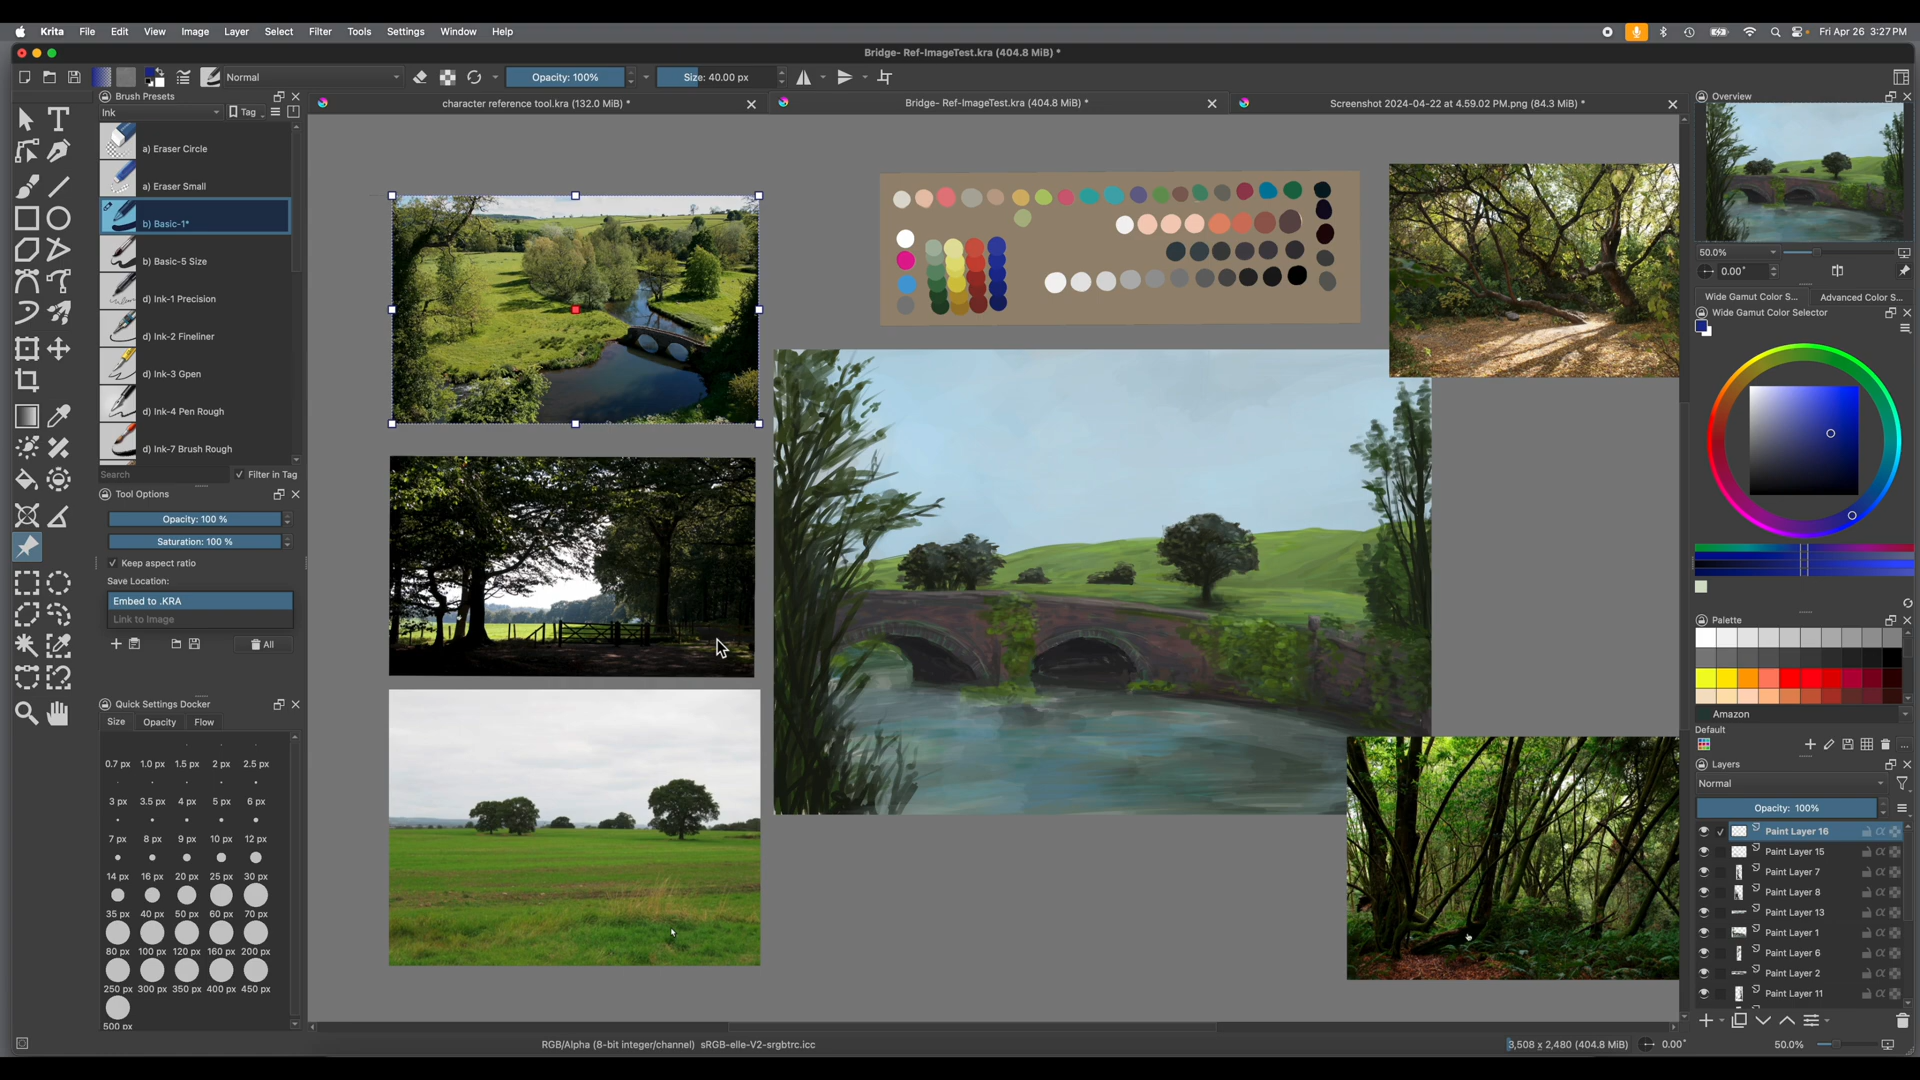 Krita File Edit View Image Layer Select Filter Tools Settings Window Help Fri Apr 26 3:27PM
Bridge- Ref-ImageTest.kra (404.8 MiB) *
Normal Opacity: 100% Size: 40.00 px
Brush Presets
character reference tool.kra (132.0 MiB) * Bridge- Ref-ImageTest.kra (404.8 MiB) * Screenshot 2024-04-22 at 4.59.02 PM.png (84.3 MiB) *
Ink Tag
a) Eraser Circle
a) Eraser Small
b) Basic-1*
b) Basic-5 Size
d) Ink-1 Precision
d) Ink-2 Fineliner
d) Ink-3 Gpen
d) Ink-4 Pen Rough
d) Ink-7 Brush Rough
Search Filter in Tag
Tool Options
Opacity: 100 %
Saturation: 100 %
Keep aspect ratio
Save Location:
Embed to .KRA
Link to Image
All
Quick Settings Docker
Size Opacity Flow
0.7 px 1.0 px 1.5 px 2 px 2.5 px
3 px 3.5 px 4 px 5 px 6 px
7 px 8 px 9 px 10 px 12 px
14 px 16 px 20 px 25 px 30 px
35 px 40 px 50 px 60 px 70 px
80 px 100 px 120 px 160 px 200 px
250 px 300 px 350 px 400 px 450 px
500 px
Overview
50.0%
0.00°
Wide Gamut Color S... Advanced Color S...
Wide Gamut Color Selector
Palette
Amazon
Default
...
Layers
Normal
Opacity: 100%
Paint Layer 16
Paint Layer 15
Paint Layer 7
Paint Layer 8
Paint Layer 13
Paint Layer 1
Paint Layer 6
Paint Layer 2
Paint Layer 11
RGB/Alpha (8-bit integer/channel) sRGB-elle-V2-srgbtrc.icc 3,508 x 2,480 (404.8 MiB) 0.00° 50.0%